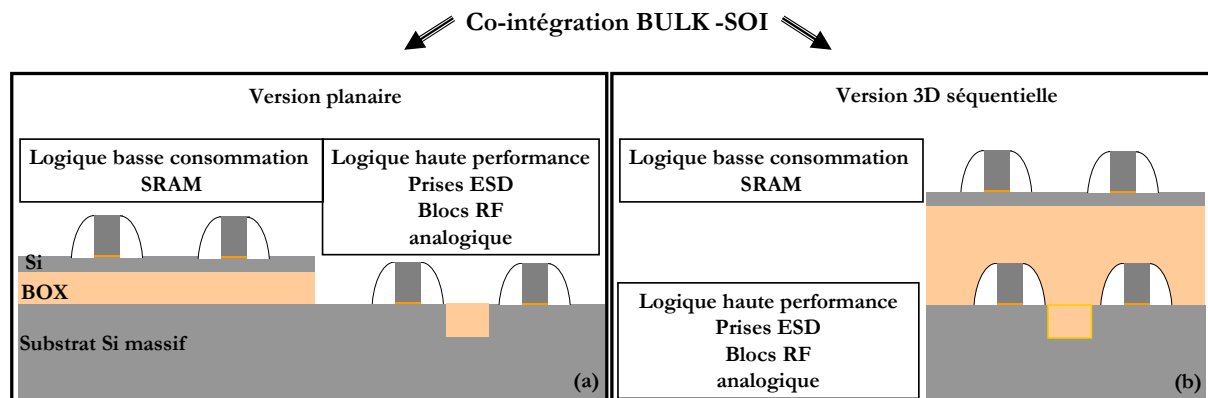 Co-intégration BULK -SOI
Version planaire
Logique basse consommation
SRAM
Logique haute performance
Prises ESD
Blocs RF
analogique
Si
BOX
Substrat Si massif
(a)
Version 3D séquentielle
Logique basse consommation
SRAM
Logique haute performance
Prises ESD
Blocs RF
analogique
(b)